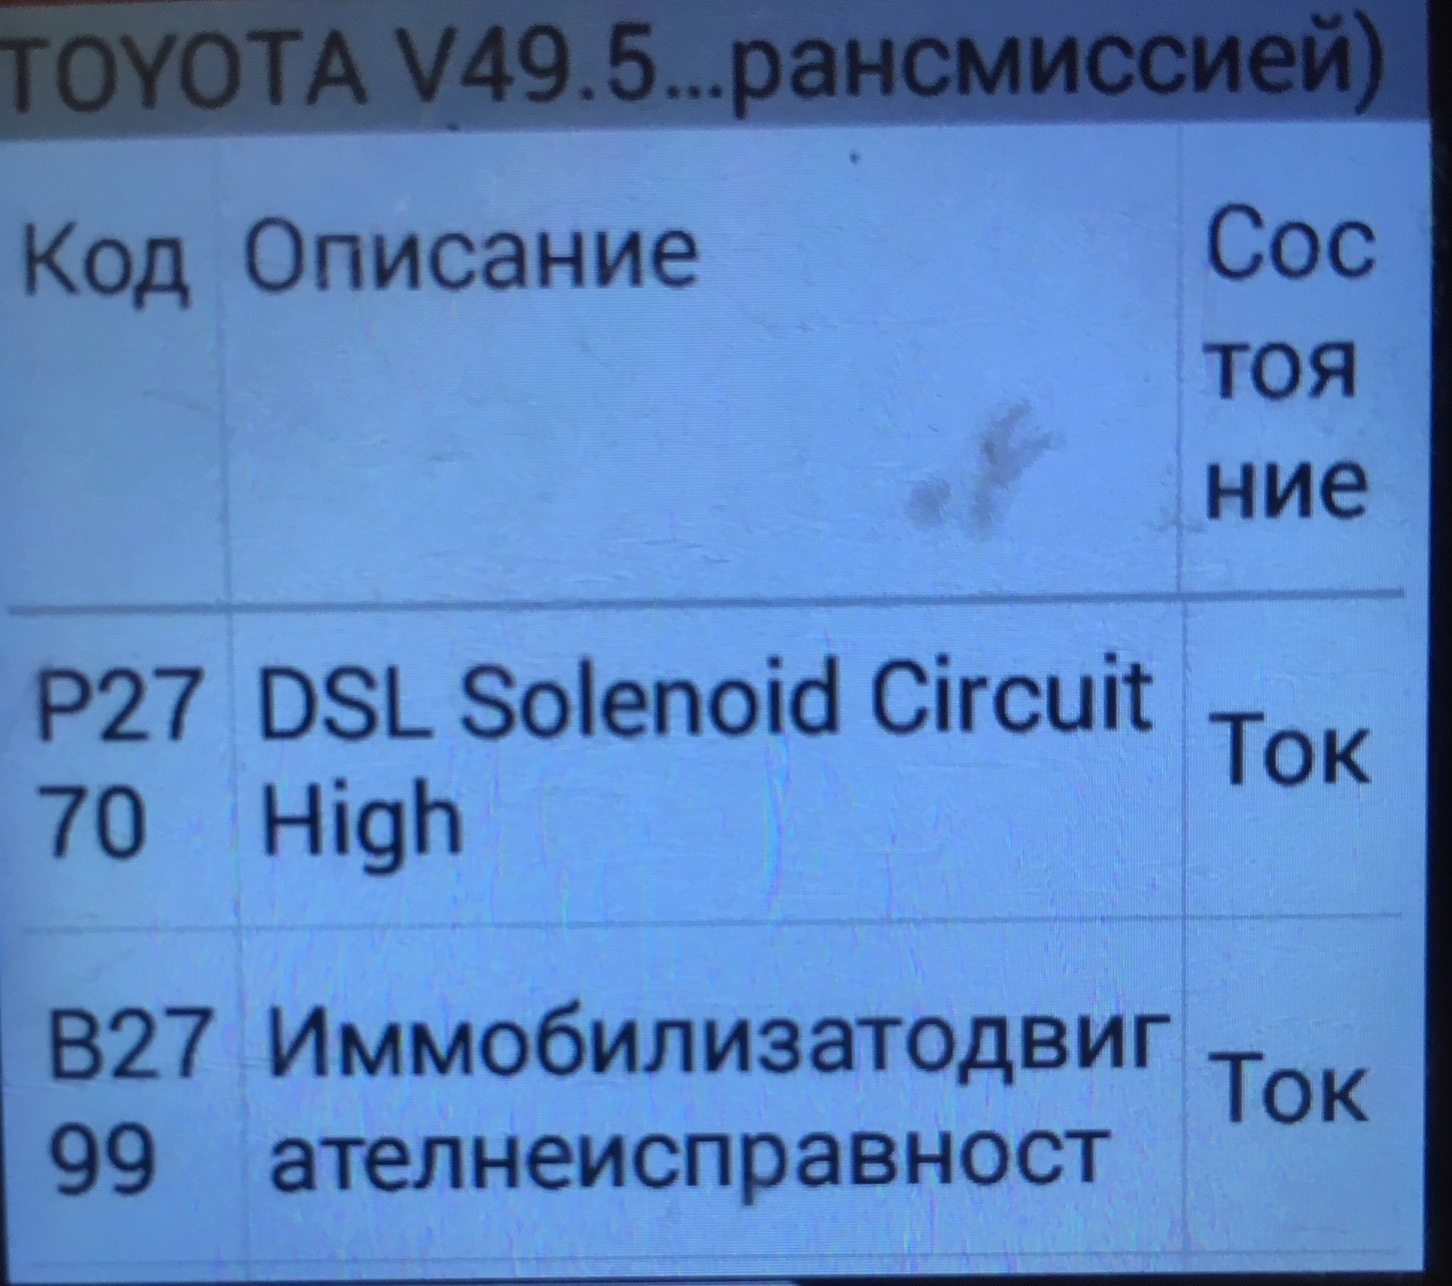 TOYOTA V49.5...рансмиссией)
Код Описание Сос
тоя
ние
P27 DSL Solenoid Circuit Ток
70 High
B27 Иммобилизатодвиг Ток
99 ателнеисправност